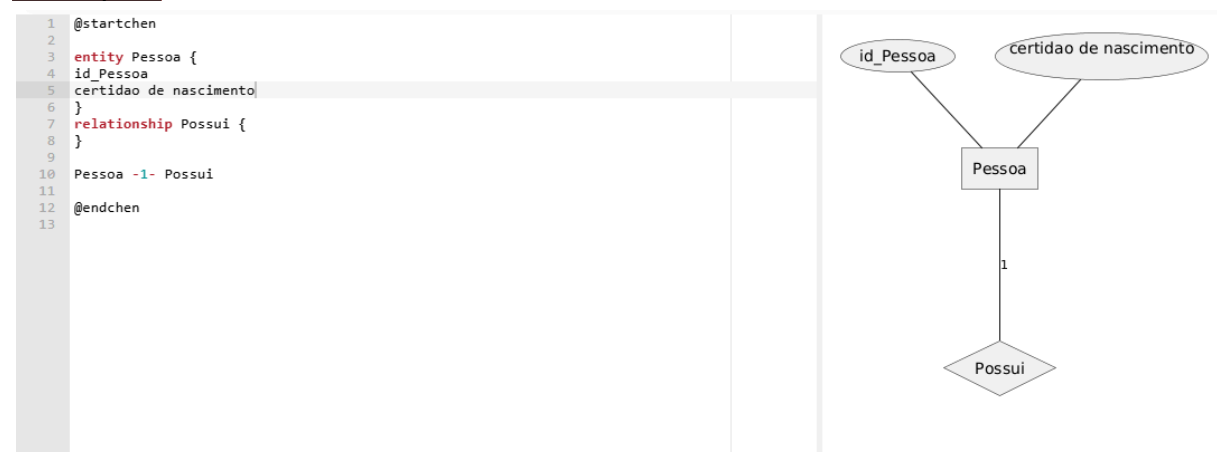 1 @startchen
2
3 entity Pessoa {
4 id_Pessoa
5 certidao de nascimento
6 }
7 relationship Possui {
8 }
9
10 Pessoa -1- Possui
11
12 @endchen
13
id_Pessoa
certidao de nascimento
Pessoa
1
Possui